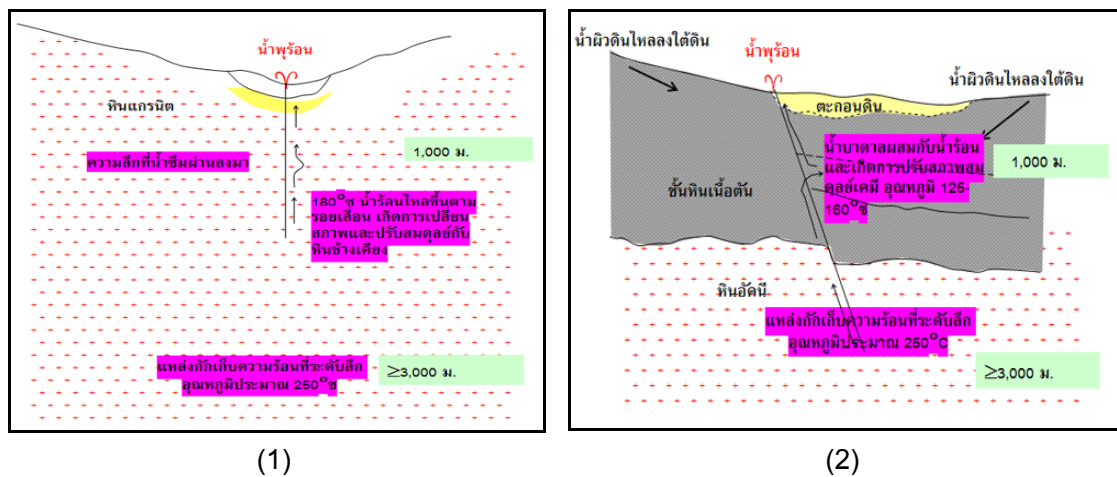 น้ำพุร้อน
หินแกรนิต
ความลึกที่น้ำซึมผ่านลงมา
1,000 ม.
180°ซ น้ำร้อนไหลขึ้นตาม
รอยเลื่อน เกิดการเปลี่ยน
สภาพและปรับสมดุลย์กับ
หินข้างเคียง
แหล่งกักเก็บความร้อนที่ระดับลึก
อุณหภูมิประมาณ 250°ซ
≥3,000 ม.
(1)
น้ำผิวดินไหลลงใต้ดิน
น้ำพุร้อน
น้ำผิวดินไหลลงใต้ดิน
ตะกอนดิน
น้ำบาดาลผสมกับน้ำร้อน
และเกิดการปรับสภาพสม
ดุลย์เคมี อุณหภูมิ 125-
160°ซ
1,000 ม.
ชั้นหินเนื้อตัน
หินอัคนี
แหล่งกักเก็บความร้อนที่ระดับลึก
อุณหภูมิประมาณ 250°C
≥3,000 ม.
(2)